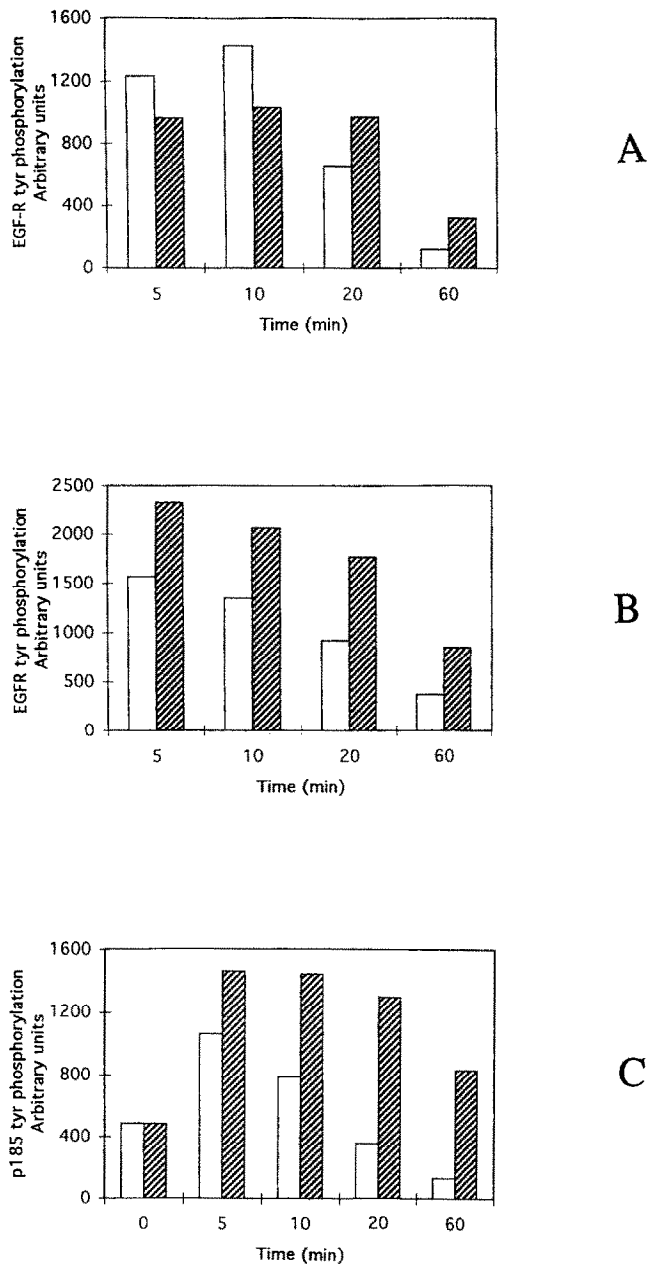 EGF-R tyr phosphorylation
Arbitrary units
1600
1200
800
400
0
5 10 20 60
Time (min)
A
EGFR tyr phosphorylation
Arbitrary units
2500
2000
1500
1000
500
0
5 10 20 60
Time (min)
B
p185 tyr phosphorylation
Arbitrary units
1600
1200
800
400
0
0 5 10 20 60
Time (min)
C